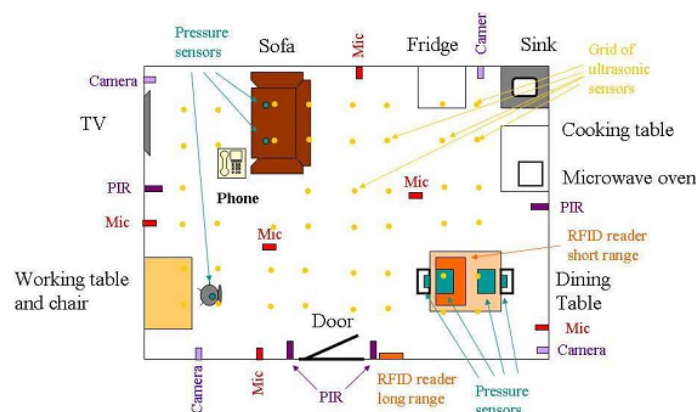 Pressure
sensors
Sofa
Mic
Fridge
Camer
Sink
Grid of
ultrasonic
sensors
Camera
TV
Cooking table
PIR
Phone
Mic
Microwave oven
PIR
Mic
Mic
RFID reader
short range
Working table
and chair
Dining
Table
Door
Mic
Camera
Camera
Mic
PIR
RFID reader
long range
Pressure
sensors